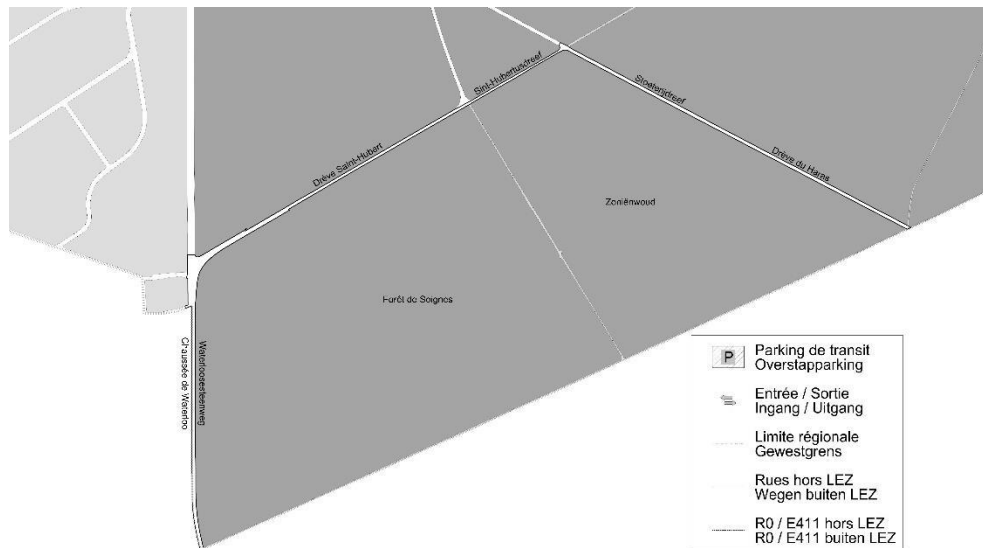 Sint-Hubertusdreef
Stoeterijdreef
Drève Saint-Hubert
Drève du Haras
Zoniënwoud
Forêt de Soignes
Waterloosesteenweg
Chaussée de Waterloo
P
Parking de transit
Overstapparking
Entrée / Sortie
Ingang / Uitgang
Limite régionale
Gewestgrens
Rues hors LEZ
Wegen buiten LEZ
R0 / E411 hors LEZ
R0 / E411 buiten LEZ